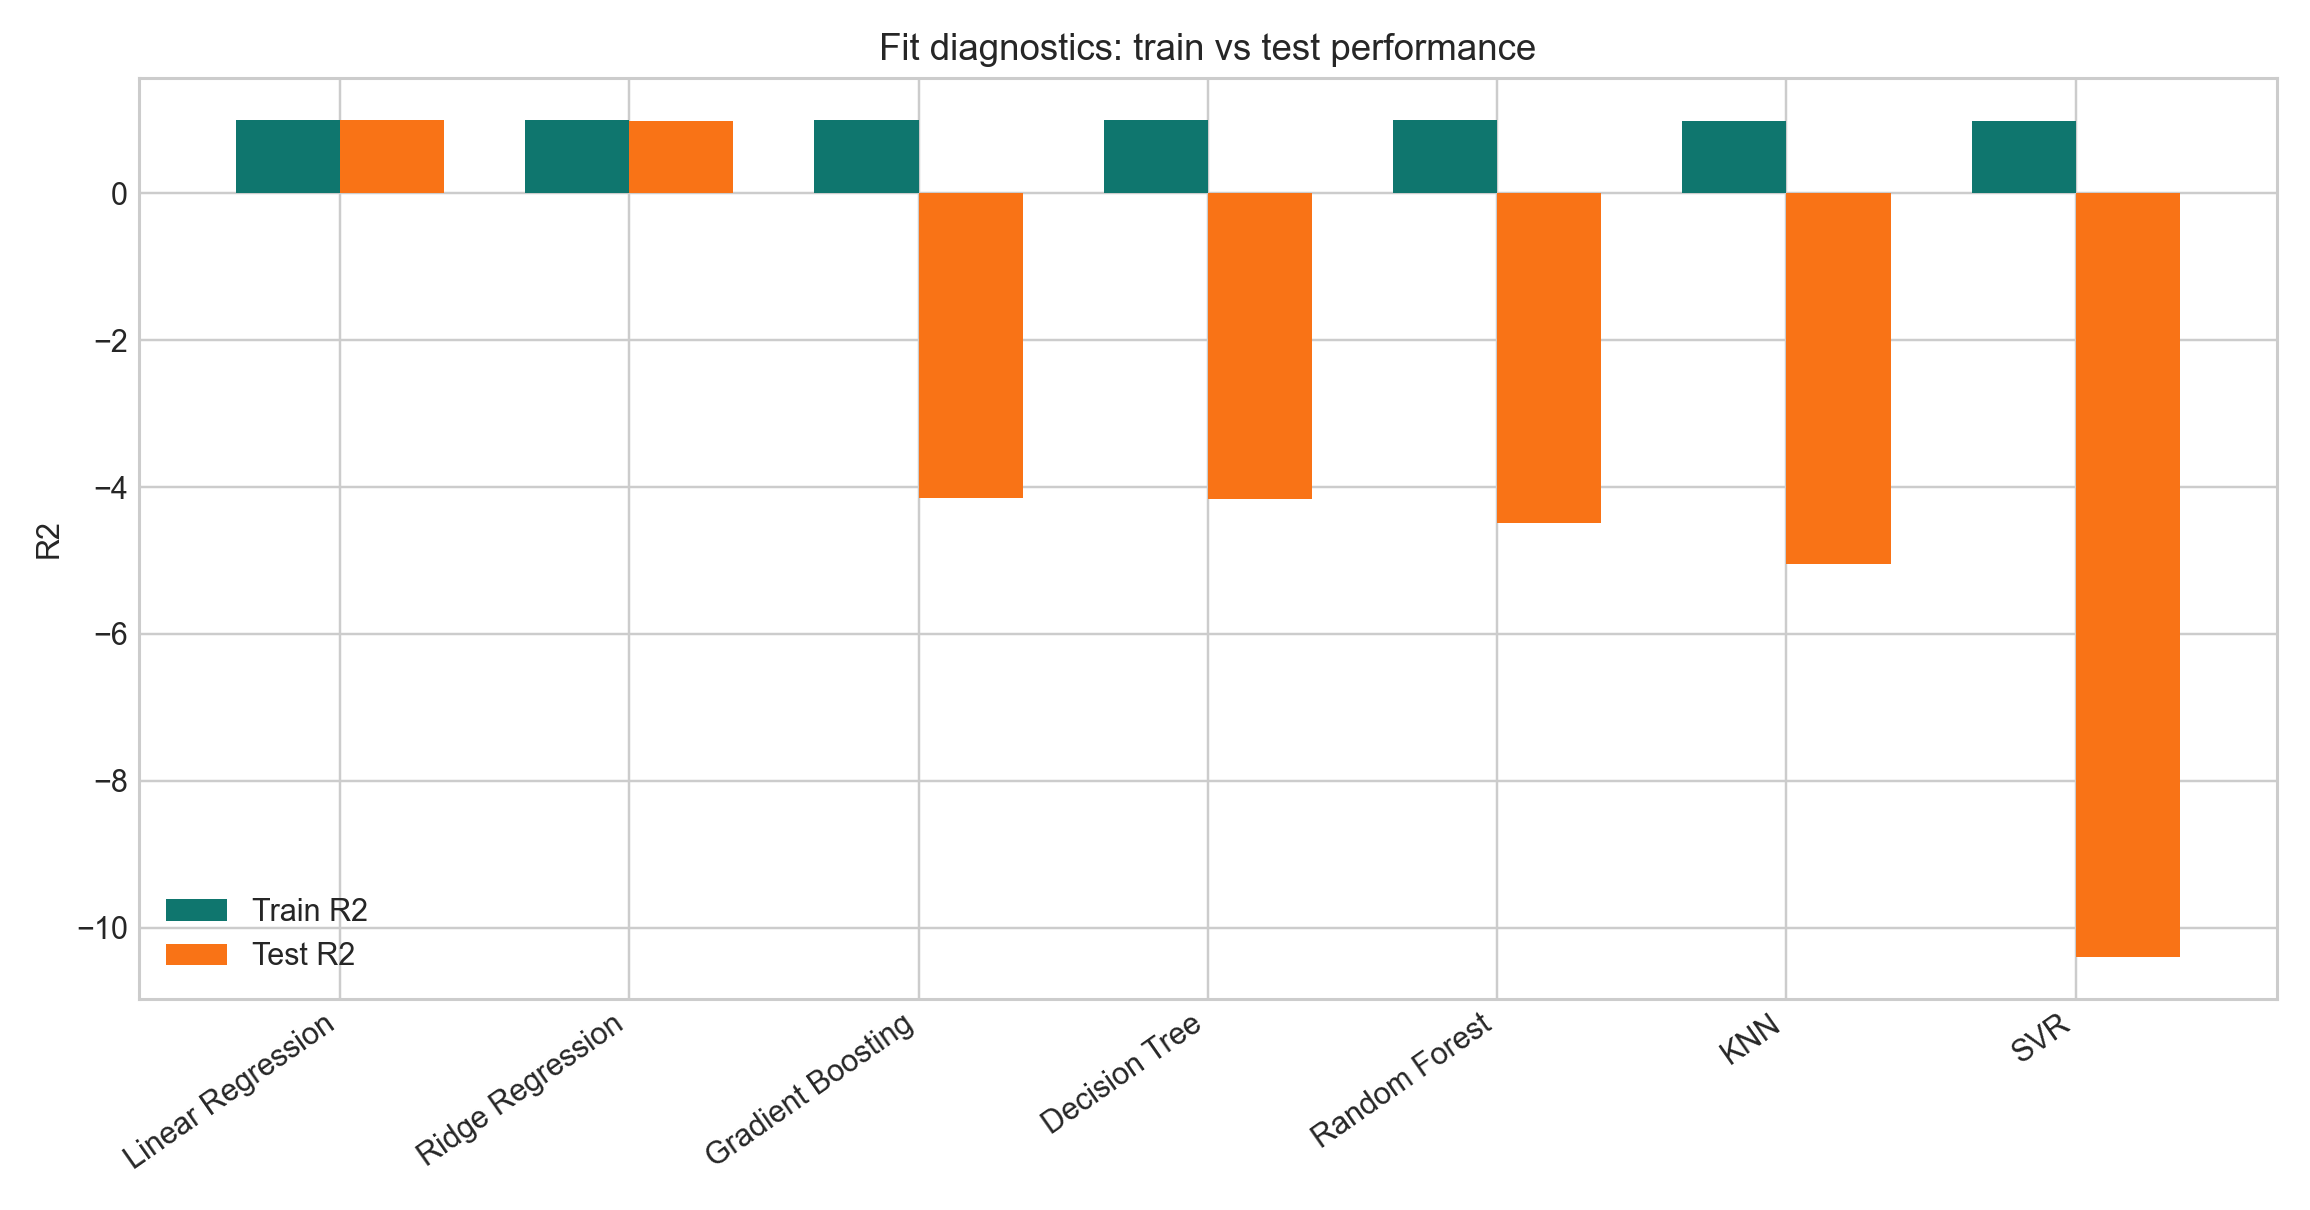 Fit diagnostics: train vs test performance
R2
0
−2
−4
−6
−8
−10
Train R2
Test R2
Linear Regression
Ridge Regression
Gradient Boosting
Decision Tree
Random Forest
KNN
SVR